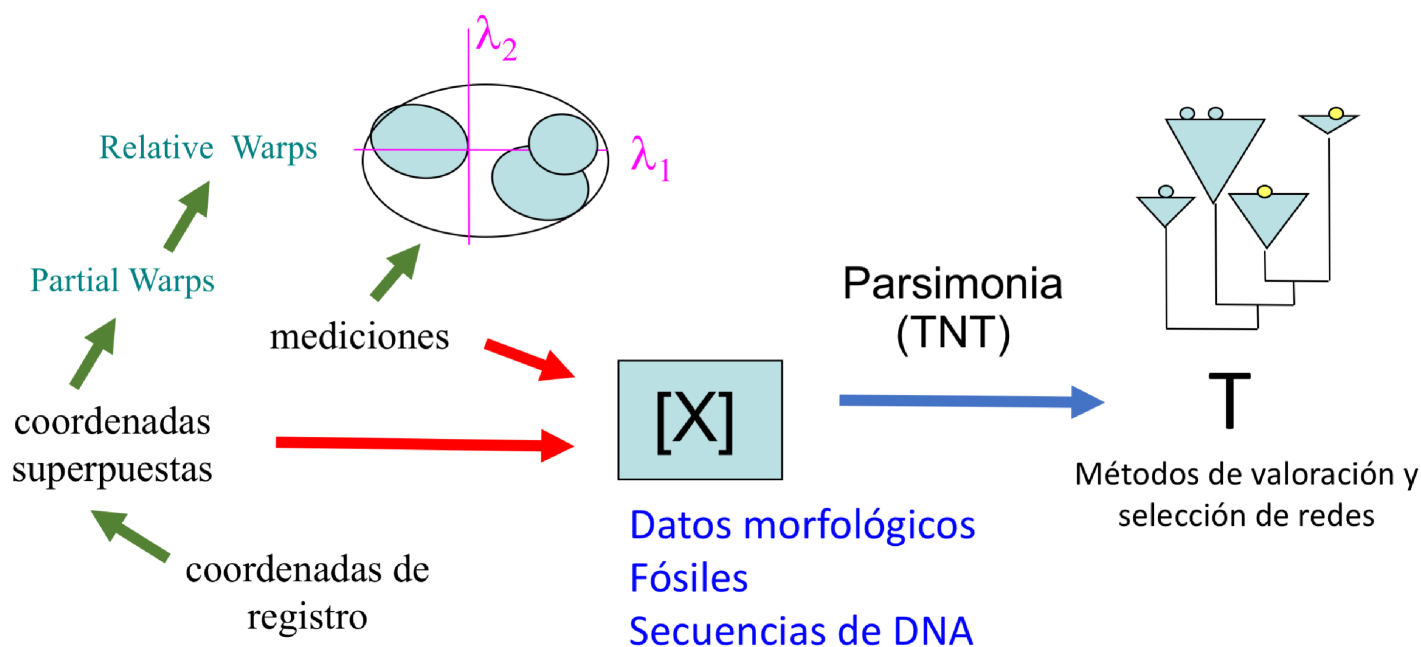 λ2
Relative Warps
λ1
Partial Warps
mediciones
Parsimonia
(TNT)
coordenadas
superpuestas
[X]
T
Métodos de valoración y
selección de redes
Datos morfológicos
Fósiles
Secuencias de DNA
coordenadas de
registro